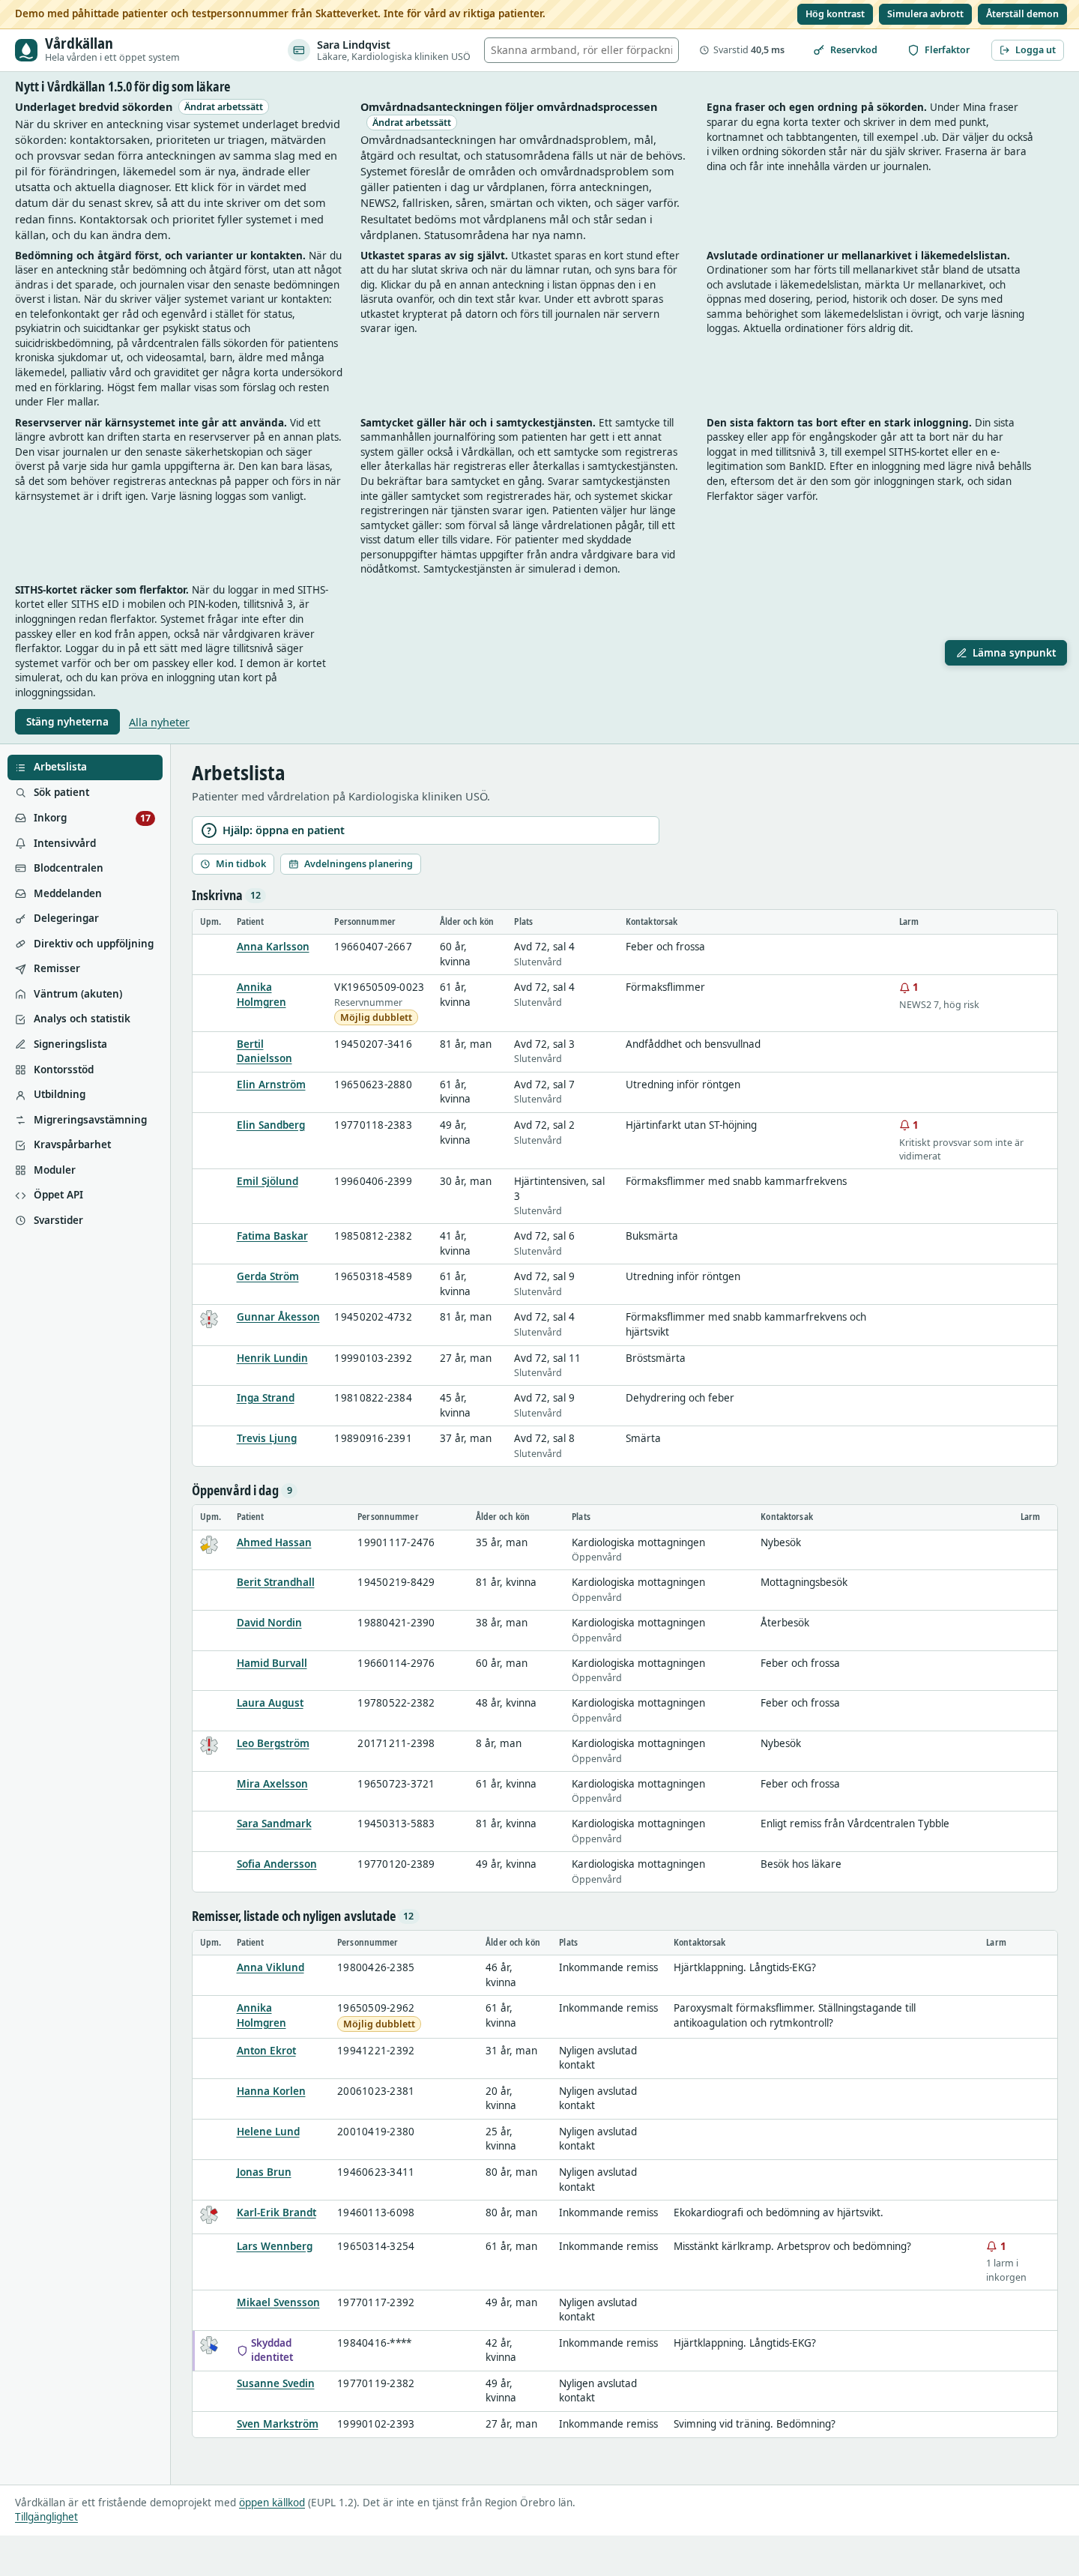 Demo med påhittade patienter och testpersonnummer från Skatteverket. Inte för vård av riktiga patienter.
Hög kontrast
Simulera avbrott
Återställ demon
Vårdkällan
Hela vården i ett öppet system
Sara Lindqvist
Läkare, Kardiologiska kliniken USÖ
Skanna armband, rör eller förpackni
Svarstid 40,5 ms
Reservkod
Flerfaktor
Logga ut
Nytt i Vårdkällan 1.5.0 för dig som läkare
Underlaget bredvid sökorden Ändrat arbetssätt
När du skriver en anteckning visar systemet underlaget bredvid
sökorden: kontaktorsaken, prioriteten ur triagen, mätvärden
och provsvar sedan förra anteckningen av samma slag med en
pil för förändringen, läkemedel som är nya, ändrade eller
utsatta och aktuella diagnoser. Ett klick för in värdet med
datum där du senast skrev, så att du inte skriver om det som
redan finns. Kontaktorsak och prioritet fyller systemet i med
källan, och du kan ändra dem.
Omvårdnadsanteckningen följer omvårdnadsprocessen
Ändrat arbetssätt
Omvårdnadsanteckningen har omvårdnadsproblem, mål,
åtgärd och resultat, och statusområdena fälls ut när de behövs.
Systemet föreslår de områden och omvårdnadsproblem som
gäller patienten i dag ur vårdplanen, förra anteckningen,
NEWS2, fallrisken, såren, smärtan och vikten, och säger varför.
Resultatet bedöms mot vårdplanens mål och står sedan i
vårdplanen. Statusområdena har nya namn.
Egna fraser och egen ordning på sökorden. Under Mina fraser
sparar du egna korta texter och skriver in dem med punkt,
kortnamnet och tabbtangenten, till exempel .ub. Där väljer du också
i vilken ordning sökorden står när du själv skriver. Fraserna är bara
dina och får inte innehålla värden ur journalen.
Bedömning och åtgärd först, och varianter ur kontakten. När du
läser en anteckning står bedömning och åtgärd först, utan att något
ändras i det sparade, och journalen visar den senaste bedömningen
överst i listan. När du skriver väljer systemet variant ur kontakten:
en telefonkontakt ger råd och egenvård i stället för status,
psykiatrin och suicidtankar ger psykiskt status och
suicidriskbedömning, på vårdcentralen fälls sökorden för patientens
kroniska sjukdomar ut, och videosamtal, barn, äldre med många
läkemedel, palliativ vård och graviditet ger några korta undersökord
med en förklaring. Högst fem mallar visas som förslag och resten
under Fler mallar.
Utkastet sparas av sig självt. Utkastet sparas en kort stund efter
att du har slutat skriva och när du lämnar rutan, och syns bara för
dig. Klickar du på en annan anteckning i listan öppnas den i en
läsruta ovanför, och din text står kvar. Under ett avbrott sparas
utkastet krypterat på datorn och förs till journalen när servern
svarar igen.
Avslutade ordinationer ur mellanarkivet i läkemedelslistan.
Ordinationer som har förts till mellanarkivet står bland de utsatta
och avslutade i läkemedelslistan, märkta Ur mellanarkivet, och
öppnas med dosering, period, historik och doser. De syns med
samma behörighet som läkemedelslistan i övrigt, och varje läsning
loggas. Aktuella ordinationer förs aldrig dit.
Reservserver när kärnsystemet inte går att använda. Vid ett
längre avbrott kan driften starta en reservserver på en annan plats.
Den visar journalen ur den senaste säkerhetskopian och säger
överst på varje sida hur gamla uppgifterna är. Den kan bara läsas,
så det som behöver registreras antecknas på papper och förs in när
kärnsystemet är i drift igen. Varje läsning loggas som vanligt.
Samtycket gäller här och i samtyckestjänsten. Ett samtycke till
sammanhållen journalföring som patienten har gett i ett annat
system gäller också i Vårdkällan, och ett samtycke som registreras
eller återkallas här registreras eller återkallas i samtyckestjänsten.
Du bekräftar bara samtycket en gång. Svarar samtyckestjänsten
inte gäller samtycket som registrerades här, och systemet skickar
registreringen när tjänsten svarar igen. Patienten väljer hur länge
samtycket gäller: som förval så länge vårdrelationen pågår, till ett
visst datum eller tills vidare. För patienter med skyddade
personuppgifter hämtas uppgifter från andra vårdgivare bara vid
nödåtkomst. Samtyckestjänsten är simulerad i demon.
Den sista faktorn tas bort efter en stark inloggning. Din sista
passkey eller app för engångskoder går att ta bort när du har
loggat in med tillitsnivå 3, till exempel SITHS-kortet eller en e-
legitimation som BankID. Efter en inloggning med lägre nivå behålls
den, eftersom det är den som gör inloggningen stark, och sidan
Flerfaktor säger varför.
SITHS-kortet räcker som flerfaktor. När du loggar in med SITHS-
kortet eller SITHS eID i mobilen och PIN-koden, tillitsnivå 3, är
inloggningen redan flerfaktor. Systemet frågar inte efter din
passkey eller en kod från appen, också när vårdgivaren kräver
flerfaktor. Loggar du in på ett sätt med lägre tillitsnivå säger
systemet varför och ber om passkey eller kod. I demon är kortet
simulerat, och du kan pröva en inloggning utan kort på
inloggningssidan.
Lämna synpunkt
Stäng nyheterna
Alla nyheter
Arbetslista
Sök patient
Inkorg 17
Intensivvård
Blodcentralen
Meddelanden
Delegeringar
Direktiv och uppföljning
Remisser
Väntrum (akuten)
Analys och statistik
Signeringslista
Kontorsstöd
Utbildning
Migreringsavstämning
Kravspårbarhet
Moduler
Öppet API
Svarstider
Arbetslista
Patienter med vårdrelation på Kardiologiska kliniken USÖ.
? Hjälp: öppna en patient
Min tidbok
Avdelningens planering
Inskrivna 12
Upm. Patient Personnummer Ålder och kön Plats Kontaktorsak Larm
Anna Karlsson 19660407-2667 60 år, kvinna Avd 72, sal 4 Slutenvård Feber och frossa
Annika Holmgren VK19650509-0023 Reservnummer Möjlig dubblett 61 år, kvinna Avd 72, sal 4 Slutenvård Förmaksflimmer 1 NEWS2 7, hög risk
Bertil Danielsson 19450207-3416 81 år, man Avd 72, sal 3 Slutenvård Andfåddhet och bensvullnad
Elin Arnström 19650623-2880 61 år, kvinna Avd 72, sal 7 Slutenvård Utredning inför röntgen
Elin Sandberg 19770118-2383 49 år, kvinna Avd 72, sal 2 Slutenvård Hjärtinfarkt utan ST-höjning 1 Kritiskt provsvar som inte är vidimerat
Emil Sjölund 19960406-2399 30 år, man Hjärtintensiven, sal 3 Slutenvård Förmaksflimmer med snabb kammarfrekvens
Fatima Baskar 19850812-2382 41 år, kvinna Avd 72, sal 6 Slutenvård Buksmärta
Gerda Ström 19650318-4589 61 år, kvinna Avd 72, sal 9 Slutenvård Utredning inför röntgen
Gunnar Åkesson 19450202-4732 81 år, man Avd 72, sal 4 Slutenvård Förmaksflimmer med snabb kammarfrekvens och hjärtsvikt
Henrik Lundin 19990103-2392 27 år, man Avd 72, sal 11 Slutenvård Bröstsmärta
Inga Strand 19810822-2384 45 år, kvinna Avd 72, sal 9 Slutenvård Dehydrering och feber
Trevis Ljung 19890916-2391 37 år, man Avd 72, sal 8 Slutenvård Smärta
Öppenvård i dag 9
Upm. Patient Personnummer Ålder och kön Plats Kontaktorsak Larm
Ahmed Hassan 19901117-2476 35 år, man Kardiologiska mottagningen Öppenvård Nybesök
Berit Strandhall 19450219-8429 81 år, kvinna Kardiologiska mottagningen Öppenvård Mottagningsbesök
David Nordin 19880421-2390 38 år, man Kardiologiska mottagningen Öppenvård Återbesök
Hamid Burvall 19660114-2976 60 år, man Kardiologiska mottagningen Öppenvård Feber och frossa
Laura August 19780522-2382 48 år, kvinna Kardiologiska mottagningen Öppenvård Feber och frossa
Leo Bergström 20171211-2398 8 år, man Kardiologiska mottagningen Öppenvård Nybesök
Mira Axelsson 19650723-3721 61 år, kvinna Kardiologiska mottagningen Öppenvård Feber och frossa
Sara Sandmark 19450313-5883 81 år, kvinna Kardiologiska mottagningen Öppenvård Enligt remiss från Vårdcentralen Tybble
Sofia Andersson 19770120-2389 49 år, kvinna Kardiologiska mottagningen Öppenvård Besök hos läkare
Remisser, listade och nyligen avslutade 12
Upm. Patient Personnummer Ålder och kön Plats Kontaktorsak Larm
Anna Viklund 19800426-2385 46 år, kvinna Inkommande remiss Hjärtklappning. Långtids-EKG?
Annika Holmgren 19650509-2962 Möjlig dubblett 61 år, kvinna Inkommande remiss Paroxysmalt förmaksflimmer. Ställningstagande till antikoagulation och rytmkontroll?
Anton Ekrot 19941221-2392 31 år, man Nyligen avslutad kontakt
Hanna Korlen 20061023-2381 20 år, kvinna Nyligen avslutad kontakt
Helene Lund 20010419-2380 25 år, kvinna Nyligen avslutad kontakt
Jonas Brun 19460623-3411 80 år, man Nyligen avslutad kontakt
Karl-Erik Brandt 19460113-6098 80 år, man Inkommande remiss Ekokardiografi och bedömning av hjärtsvikt.
Lars Wennberg 19650314-3254 61 år, man Inkommande remiss Misstänkt kärlkramp. Arbetsprov och bedömning? 1 1 larm i inkorgen
Mikael Svensson 19770117-2392 49 år, man Nyligen avslutad kontakt
Skyddad identitet 19840416-**** 42 år, kvinna Inkommande remiss Hjärtklappning. Långtids-EKG?
Susanne Svedin 19770119-2382 49 år, kvinna Nyligen avslutad kontakt
Sven Markström 19990102-2393 27 år, man Inkommande remiss Svimning vid träning. Bedömning?
Vårdkällan är ett fristående demoprojekt med öppen källkod (EUPL 1.2). Det är inte en tjänst från Region Örebro län.
Tillgänglighet